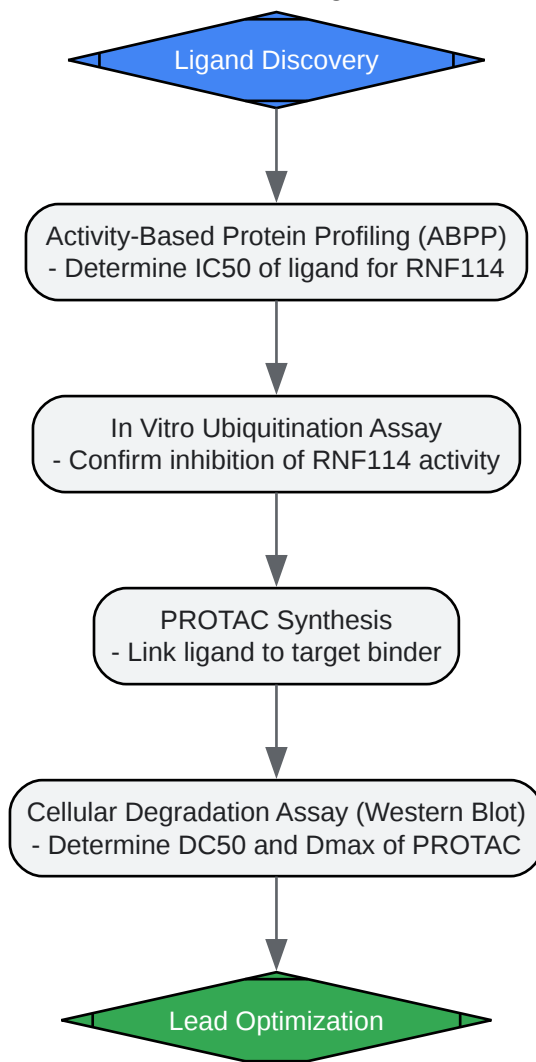 Ligand Discovery
Activity-Based Protein Profiling (ABPP)
- Determine IC50 of ligand for RNF114
In Vitro Ubiquitination Assay
- Confirm inhibition of RNF114 activity
PROTAC Synthesis
- Link ligand to target binder
Cellular Degradation Assay (Western Blot)
- Determine DC50 and Dmax of PROTAC
Lead Optimization